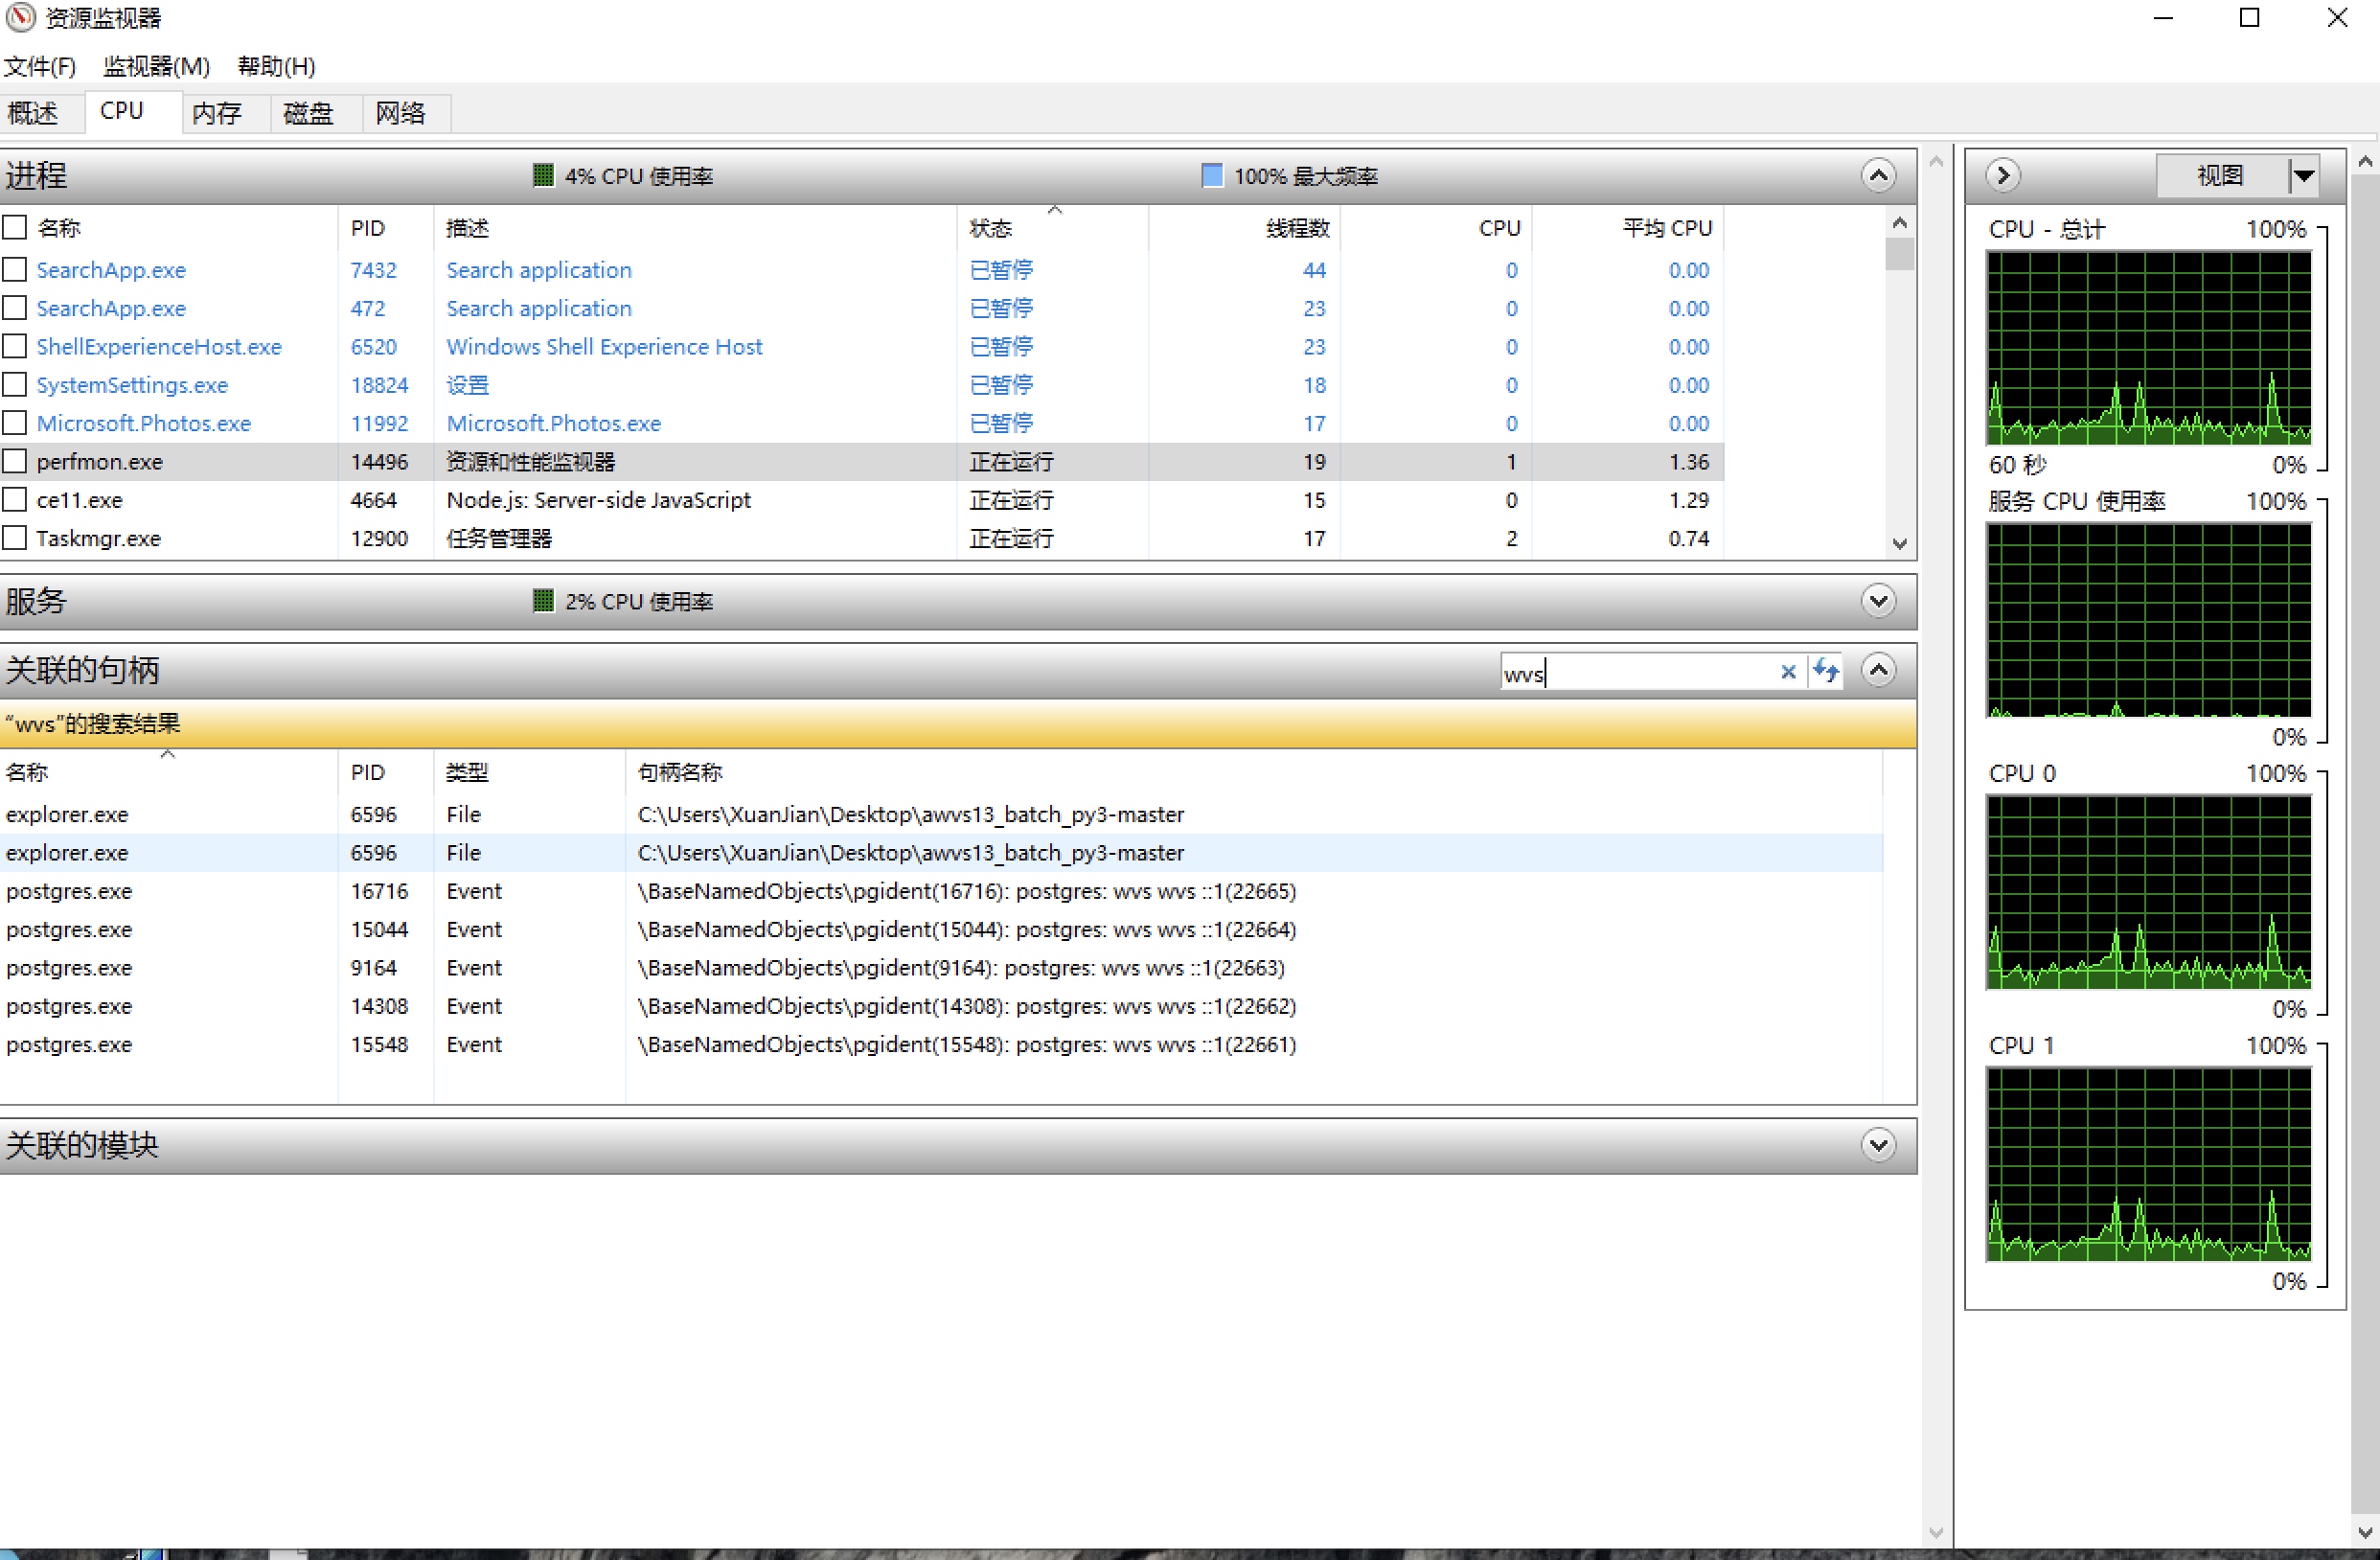 资源监视器
文件(F) 监视器(M) 帮助(H)
概述 CPU 内存 磁盘 网络
进程 4% CPU 使用率 100% 最大频率
名称 PID 描述 状态 线程数 CPU 平均 CPU
SearchApp.exe 7432 Search application 已暂停 44 0 0.00
SearchApp.exe 472 Search application 已暂停 23 0 0.00
ShellExperienceHost.exe 6520 Windows Shell Experience Host 已暂停 23 0 0.00
SystemSettings.exe 18824 设置 已暂停 18 0 0.00
Microsoft.Photos.exe 11992 Microsoft.Photos.exe 已暂停 17 0 0.00
perfmon.exe 14496 资源和性能监视器 正在运行 19 1 1.36
ce11.exe 4664 Node.js: Server-side JavaScript 正在运行 15 0 1.29
Taskmgr.exe 12900 任务管理器 正在运行 17 2 0.74
服务 2% CPU 使用率
关联的句柄 wvs
“wvs”的搜索结果
名称 PID 类型 句柄名称
explorer.exe 6596 File C:\Users\XuanJian\Desktop\awvs13_batch_py3-master
explorer.exe 6596 File C:\Users\XuanJian\Desktop\awvs13_batch_py3-master
postgres.exe 16716 Event \BaseNamedObjects\pgident(16716): postgres: wvs wvs ::1(22665)
postgres.exe 15044 Event \BaseNamedObjects\pgident(15044): postgres: wvs wvs ::1(22664)
postgres.exe 9164 Event \BaseNamedObjects\pgident(9164): postgres: wvs wvs ::1(22663)
postgres.exe 14308 Event \BaseNamedObjects\pgident(14308): postgres: wvs wvs ::1(22662)
postgres.exe 15548 Event \BaseNamedObjects\pgident(15548): postgres: wvs wvs ::1(22661)
关联的模块
视图
CPU - 总计 100%
60 秒 0%
服务 CPU 使用率 100%
0%
CPU 0 100%
0%
CPU 1 100%
0%